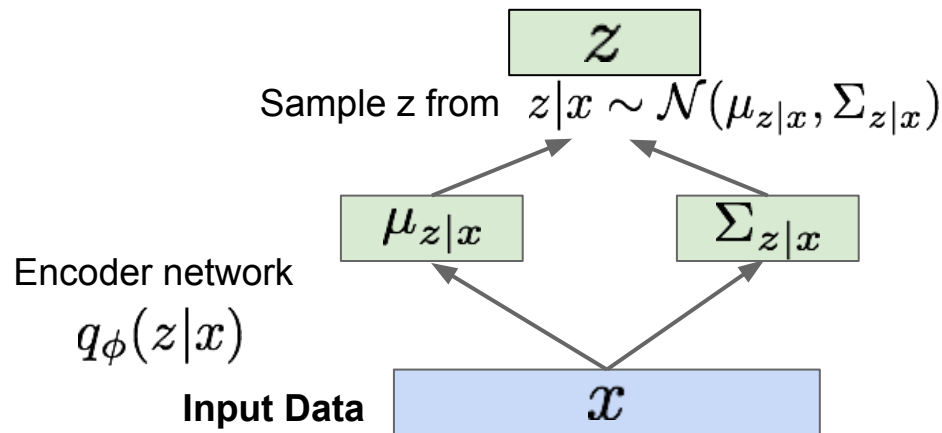 z
Sample z from z|x ∼ 𝒩(μ_{z|x}, Σ_{z|x})
μ_{z|x} Σ_{z|x}
Encoder network
q_ϕ(z|x)
Input Data x